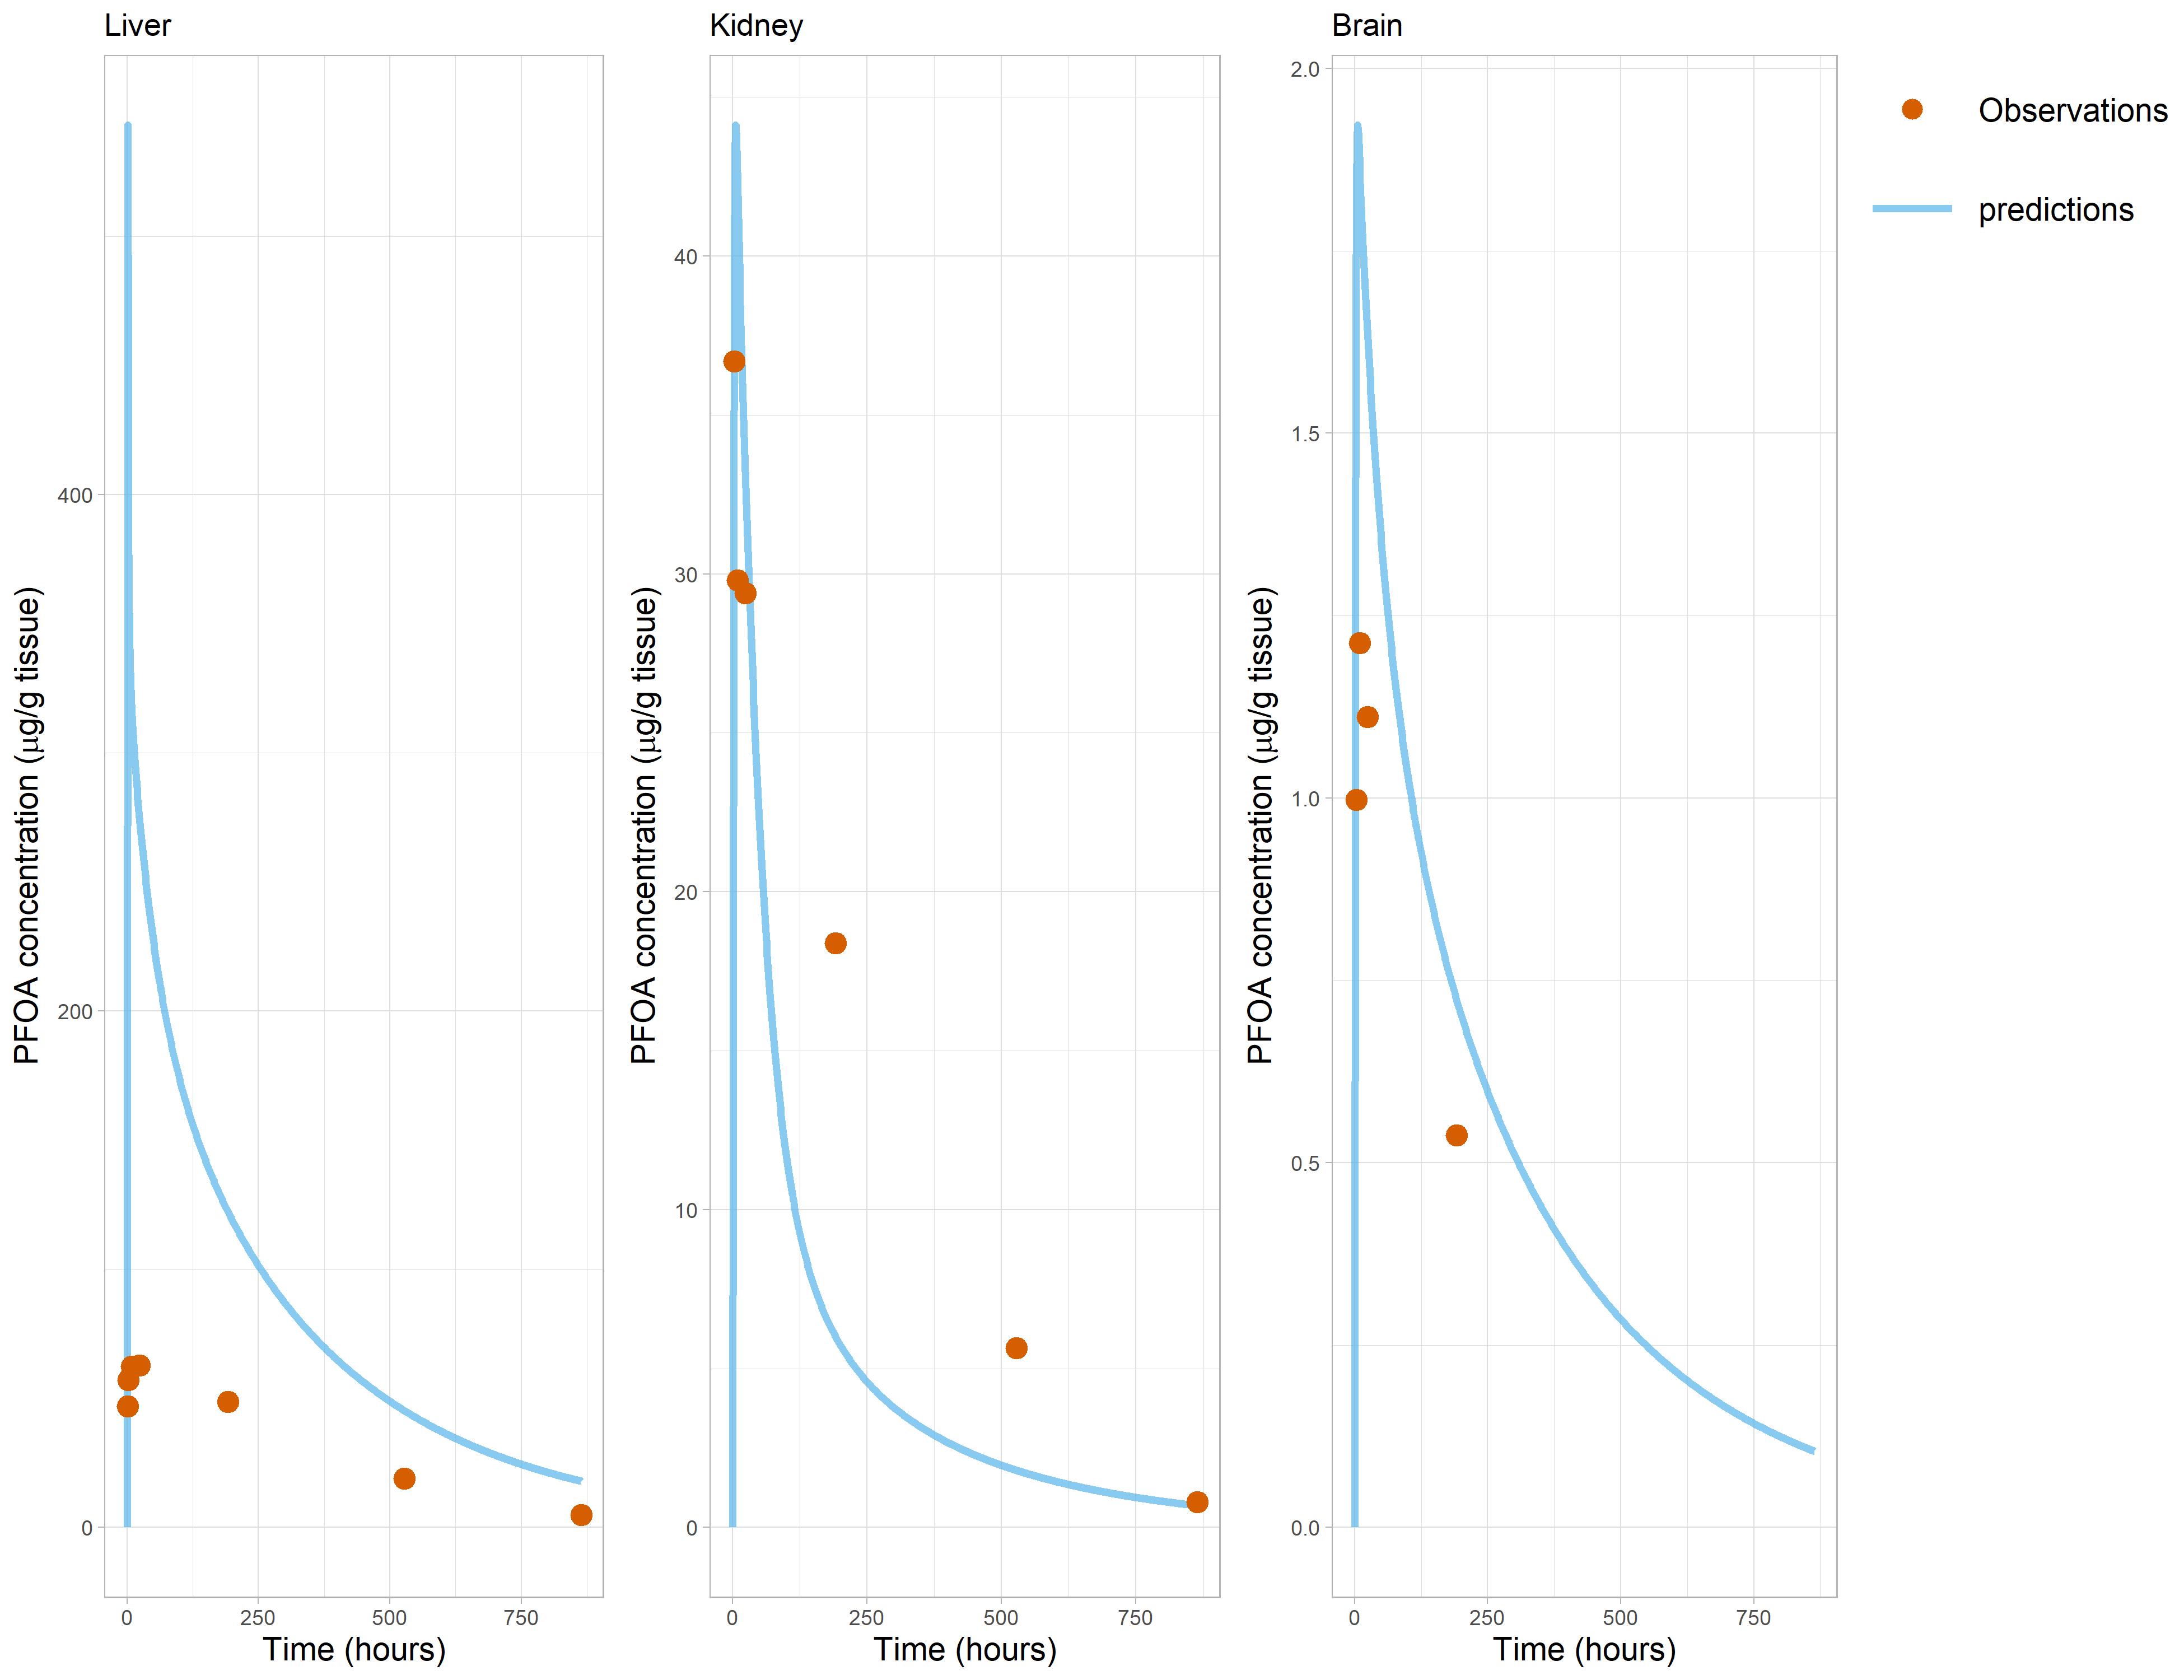 Liver
PFOA concentration (μg/g tissue)
400
200
0
0 250 500 750
Time (hours)
Kidney
PFOA concentration (μg/g tissue)
40
30
20
10
0
0 250 500 750
Time (hours)
Brain
PFOA concentration (μg/g tissue)
2.0
1.5
1.0
0.5
0.0
0 250 500 750
Time (hours)
Observations
predictions